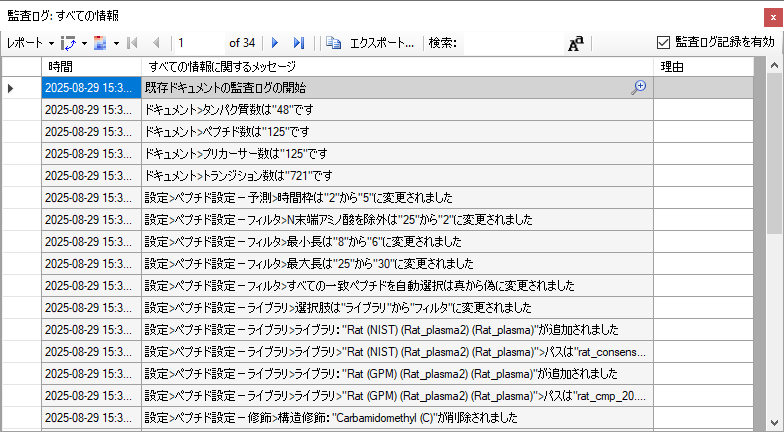 監査ログ: すべての情報
レポート 1 of 34 エクスポート... 検索: 監査ログ記録を有効
時間 すべての情報に関するメッセージ 理由
2025-08-29 15:3... 既存ドキュメントの監査ログの開始
2025-08-29 15:3... ドキュメント>タンパク質数は"48"です
2025-08-29 15:3... ドキュメント>ペプチド数は"125"です
2025-08-29 15:3... ドキュメント>プリカーサー数は"125"です
2025-08-29 15:3... ドキュメント>トランジション数は"721"です
2025-08-29 15:3... 設定>ペプチド設定－予測>時間枠は"2"から"5"に変更されました
2025-08-29 15:3... 設定>ペプチド設定－フィルタ>N末端アミノ酸を除外は"25"から"2"に変更されました
2025-08-29 15:3... 設定>ペプチド設定－フィルタ>最小長は"8"から"6"に変更されました
2025-08-29 15:3... 設定>ペプチド設定－フィルタ>最大長は"25"から"30"に変更されました
2025-08-29 15:3... 設定>ペプチド設定－フィルタ>すべての一致ペプチドを自動選択は真から偽に変更されました
2025-08-29 15:3... 設定>ペプチド設定－ライブラリ>選択肢は"ライブラリ"から"フィルタ"に変更されました
2025-08-29 15:3... 設定>ペプチド設定－ライブラリ>ライブラリ: "Rat (NIST) (Rat_plasma2) (Rat_plasma)"が追加されました
2025-08-29 15:3... 設定>ペプチド設定－ライブラリ>ライブラリ>"Rat (NIST) (Rat_plasma2) (Rat_plasma)">パスは"rat_consens...
2025-08-29 15:3... 設定>ペプチド設定－ライブラリ>ライブラリ: "Rat (GPM) (Rat_plasma2) (Rat_plasma)"が追加されました
2025-08-29 15:3... 設定>ペプチド設定－ライブラリ>ライブラリ>"Rat (GPM) (Rat_plasma2) (Rat_plasma)">パスは"rat_cmp_20....
2025-08-29 15:3... 設定>ペプチド設定－修飾>構造修飾: "Carbamidomethyl (C)"が削除されました